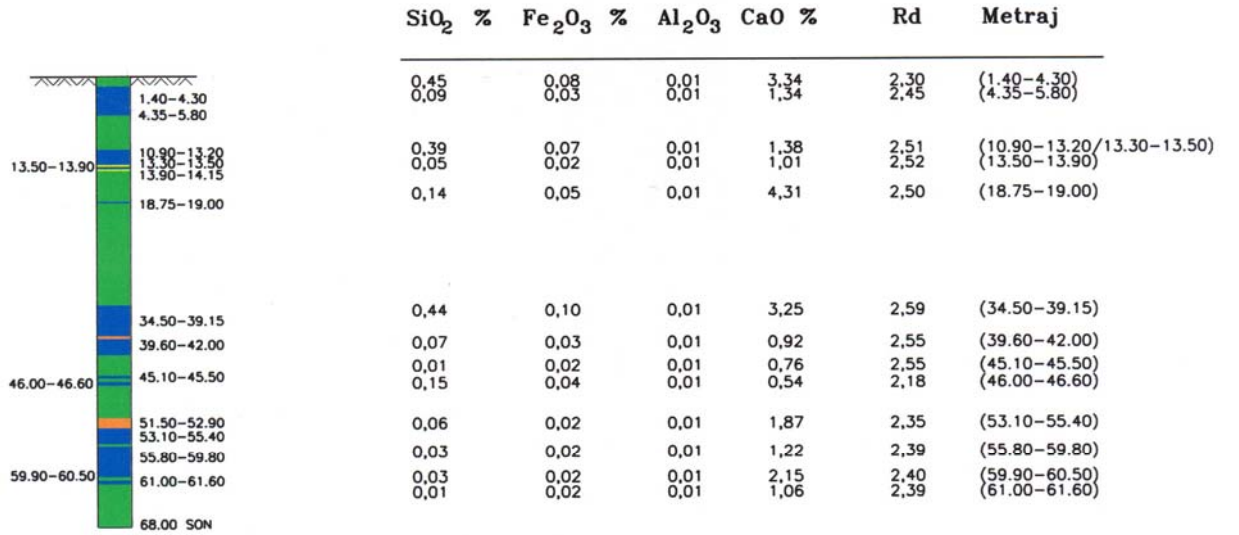 SiO2 % Fe2O3 % Al2O3 CaO % Rd Metraj
0,45 0,08 0,01 3,34 2,30 (1.40-4.30)
0,09 0,03 0,01 1,34 2,45 (4.35-5.80)
0,39 0,07 0,01 1,38 2,51 (10.90-13.20/13.30-13.50)
0,05 0,02 0,01 1,01 2,52 (13.50-13.90)
0,14 0,05 0,01 4,31 2,50 (18.75-19.00)
0,44 0,10 0,01 3,25 2,59 (34.50-39.15)
0,07 0,03 0,01 0,92 2,55 (39.60-42.00)
0,01 0,02 0,01 0,76 2,55 (45.10-45.50)
0,15 0,04 0,01 0,54 2,18 (46.00-46.60)
0,06 0,02 0,01 1,87 2,35 (53.10-55.40)
0,03 0,02 0,01 1,22 2,39 (55.80-59.80)
0,03 0,02 0,01 2,15 2,40 (59.90-60.50)
0,01 0,02 0,01 1,06 2,39 (61.00-61.60)
1.40-4.30
4.35-5.80
10.90-13.20
13.30-13.50
13.50-13.90
13.90-14.15
18.75-19.00
34.50-39.15
39.60-42.00
45.10-45.50
46.00-46.60
51.50-52.90
53.10-55.40
55.80-59.80
59.90-60.50
61.00-61.60
68.00 SON